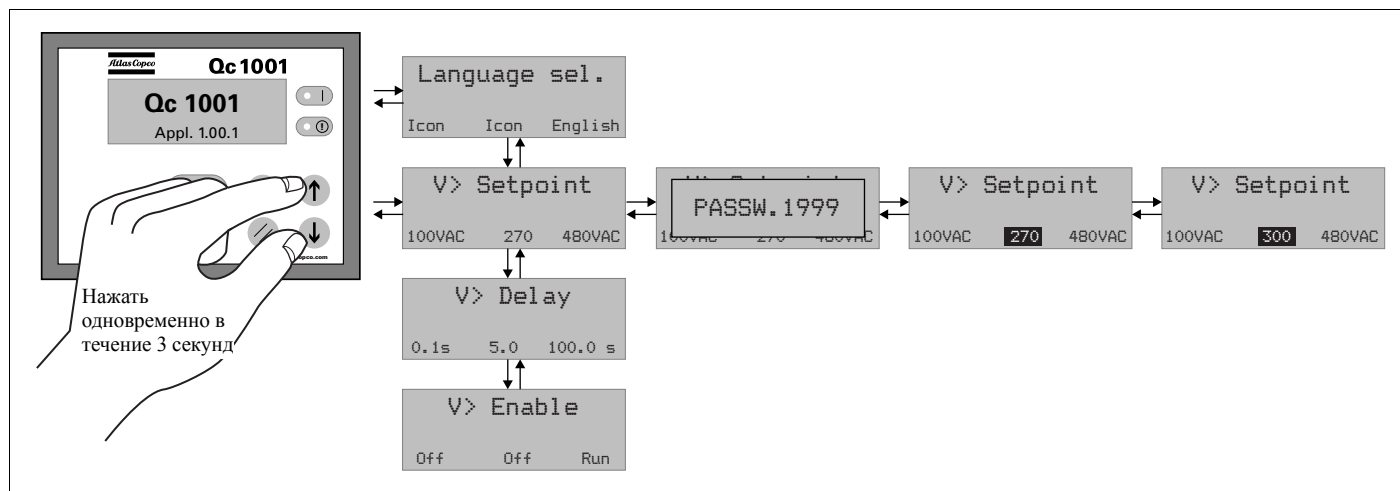 Atlas Copco
Qc 1001
Qc 1001
Appl. 1.00.1
opco.com
Нажать
одновременно в
течение 3 секунд
Language sel.
Icon Icon English
V> Setpoint
100VAC 270 480VAC
PASSW.1999
V> Setpoint
100VAC 270 480VAC
V> Setpoint
100VAC 300 480VAC
V> Delay
0.1s 5.0 100.0 s
V> Enable
Off Off Run